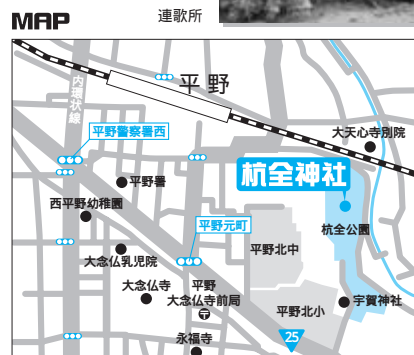 連歌所
MAP
平野
内環状線
平野警察署西
大天心寺別院
平野署
杭全神社
西平野幼稚園
平野元町
杭全公園
平野北中
大念仏乳児院
大念仏寺
平野
大念仏寺前局
宇賀神社
平野北小
永福寺
25